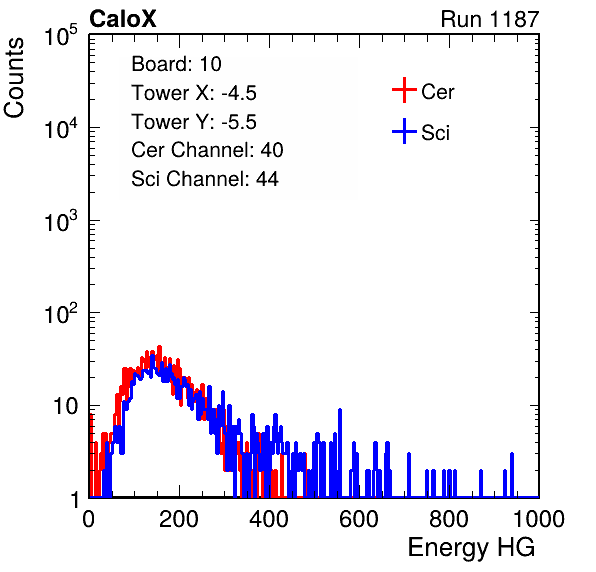 CaloX Run 1187
Counts
10^5
10^4
10^3
10^2
10
1
Board: 10
Tower X: -4.5
Tower Y: -5.5
Cer Channel: 40
Sci Channel: 44
Cer
Sci
0 200 400 600 800 1000
Energy HG